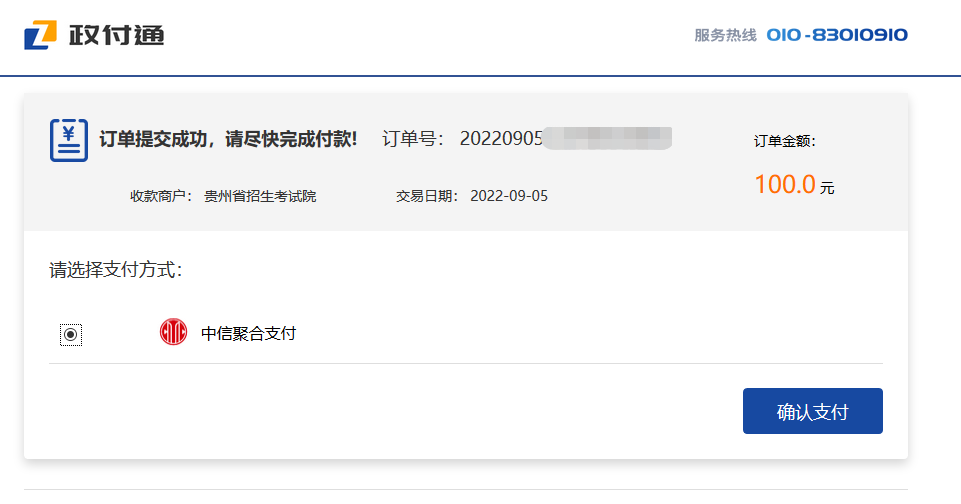 政付通
服务热线 010-83010910
订单提交成功，请尽快完成付款! 订单号： 20220905
订单金额：
100.0 元
收款商户： 贵州省招生考试院 交易日期： 2022-09-05
请选择支付方式：
中信聚合支付
确认支付